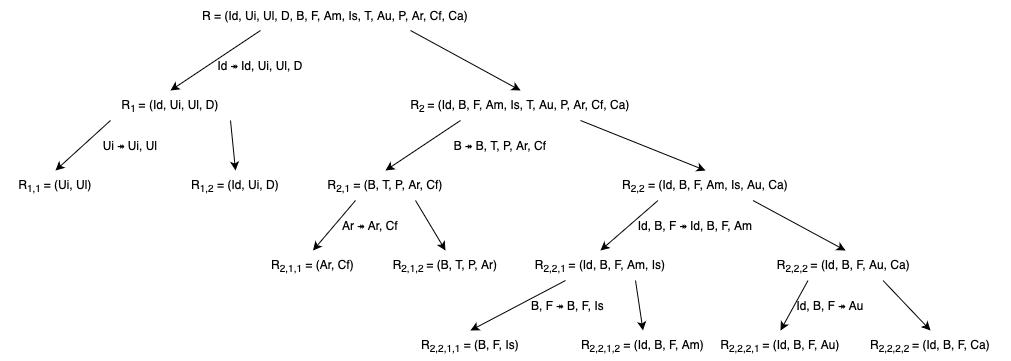 R = (Id, Ui, Ul, D, B, F, Am, Is, T, Au, P, Ar, Cf, Ca)
Id ↠ Id, Ui, Ul, D
R1 = (Id, Ui, Ul, D)
R2 = (Id, B, F, Am, Is, T, Au, P, Ar, Cf, Ca)
Ui ↠ Ui, Ul
B ↠ B, T, P, Ar, Cf
R1,1 = (Ui, Ul)
R1,2 = (Id, Ui, D)
R2,1 = (B, T, P, Ar, Cf)
R2,2 = (Id, B, F, Am, Is, Au, Ca)
Ar ↠ Ar, Cf
Id, B, F ↠ Id, B, F, Am
R2,1,1 = (Ar, Cf)
R2,1,2 = (B, T, P, Ar)
R2,2,1 = (Id, B, F, Am, Is)
R2,2,2 = (Id, B, F, Au, Ca)
B, F ↠ B, F, Is
Id, B, F ↠ Au
R2,2,1,1 = (B, F, Is)
R2,2,1,2 = (Id, B, F, Am)
R2,2,2,1 = (Id, B, F, Au)
R2,2,2,2 = (Id, B, F, Ca)